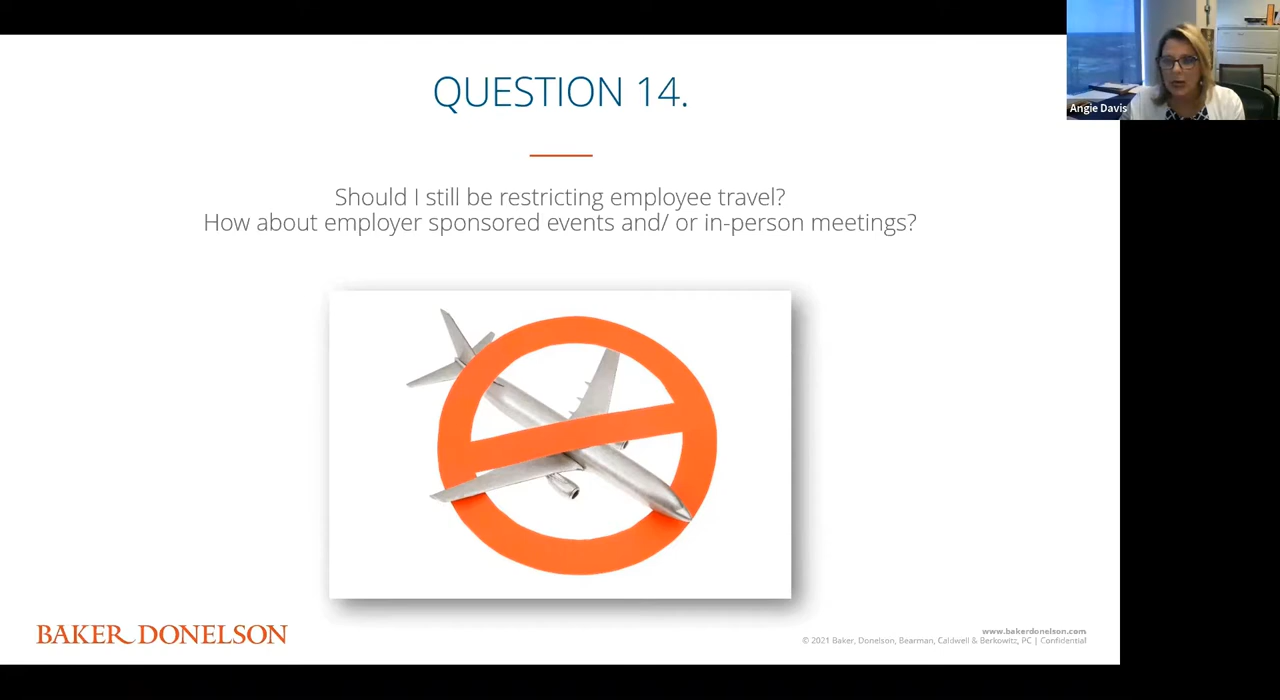 QUESTION 14.
Angie Davis
Should I still be restricting employee travel?
How about employer sponsored events and/ or in-person meetings?
BAKER DONELSON
www.bakerdonelson.com
© 2021 Baker, Donelson, Bearman, Caldwell & Berkowitz, PC | Confidential